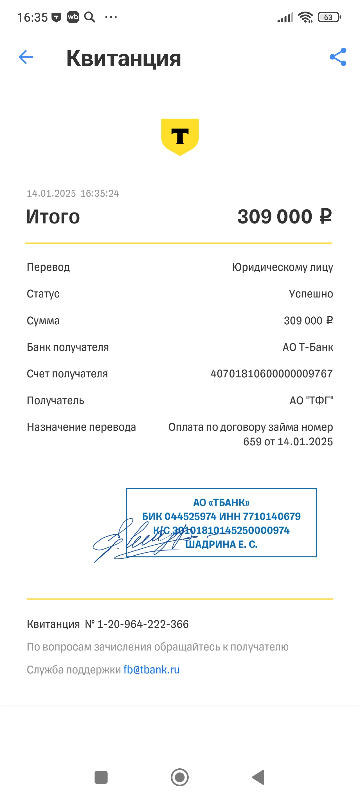 16:35
63
Квитанция
Т
14.01.2025 16:35:24
Итого 309 000 ₽
Перевод Юридическому лицу
Статус Успешно
Сумма 309 000 ₽
Банк получателя АО Т-Банк
Счет получателя 40701810600000009767
Получатель АО "ТФГ"
Назначение перевода Оплата по договору займа номер
659 от 14.01.2025
АО «ТБАНК»
БИК 044525974 ИНН 7710140679
К/С 30101810145250000974
ШАДРИНА Е. С.
Квитанция № 1-20-964-222-366
По вопросам зачисления обращайтесь к получателю
Служба поддержки fb@tbank.ru